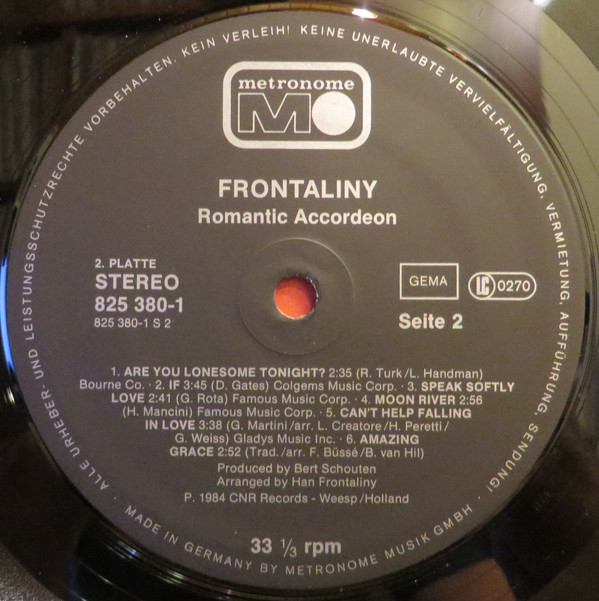 ALLE URHEBER- UND LEISTUNGSSCHUTZRECHTE VORBEHALTEN. KEIN VERLEIH! KEINE UNERLAUBTE VERVIELFÄLTIGUNG, VERMIETUNG, AUFFÜHRUNG, SENDUNG!
metronome
MO
FRONTALINY
Romantic Accordeon
2. PLATTE
STEREO
825 380-1
825 380-1 S 2
GEMA
LC 0270
Seite 2
1. ARE YOU LONESOME TONIGHT? 2:35 (R. Turk/L. Handman)
Bourne Co. · 2. IF 3:45 (D. Gates) Colgems Music Corp. · 3. SPEAK SOFTLY
LOVE 2:41 (G. Rota) Famous Music Corp. · 4. MOON RIVER 2:56
(H. Mancini) Famous Music Corp. · 5. CAN'T HELP FALLING
IN LOVE 3:38 (G. Martini/arr. L. Creatore/H. Peretti/
G. Weiss) Gladys Music Inc. · 6. AMAZING
GRACE 2:52 (Trad./arr. F. Büssé/B. van Hil)
Produced by Bert Schouten
Arranged by Han Frontaliny
P. 1984 CNR Records - Weesp/Holland
33 1/3 rpm
· MADE IN GERMANY BY METRONOME MUSIK GMBH ·